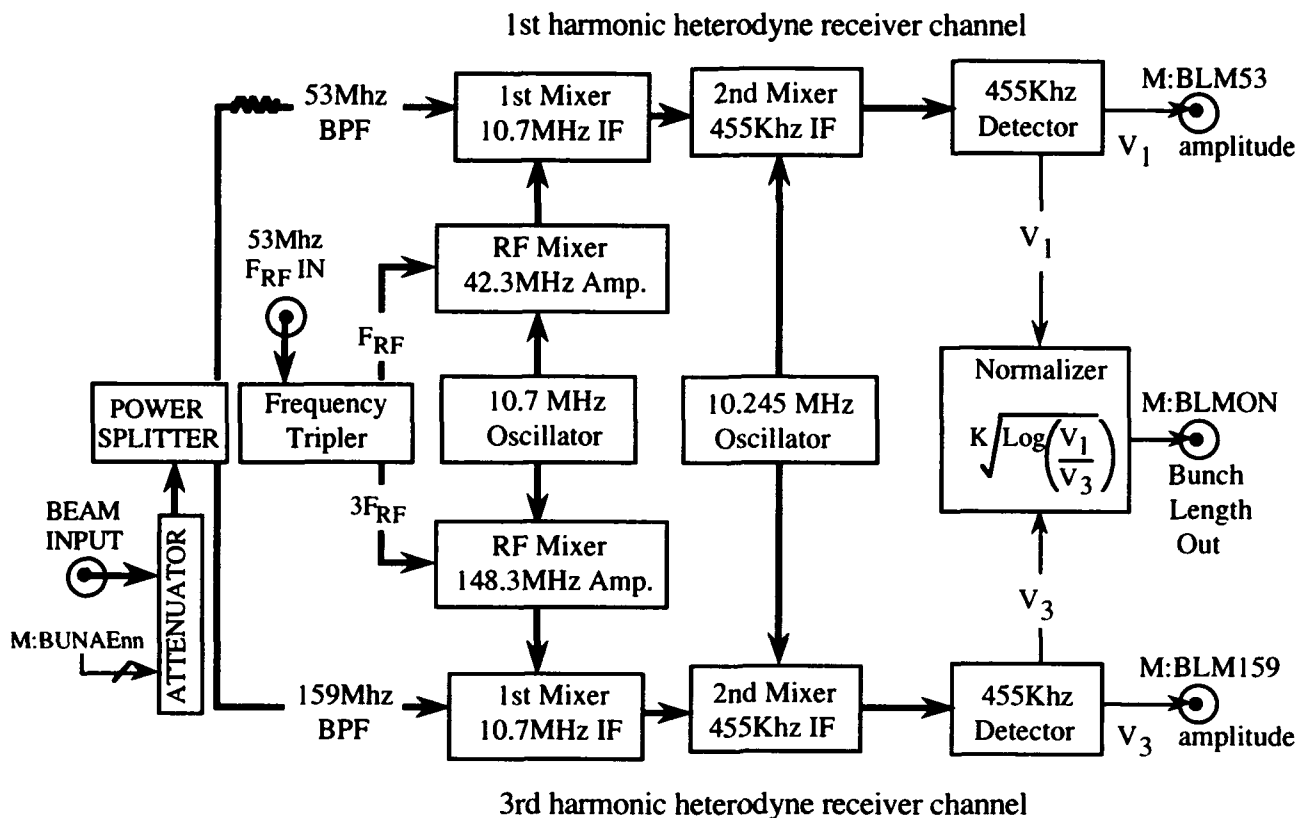 1st harmonic heterodyne receiver channel
53Mhz
BPF
1st Mixer
10.7MHz IF
2nd Mixer
455Khz IF
455Khz
Detector
M:BLM53
V1
amplitude
53Mhz
FRF IN
RF Mixer
42.3MHz Amp.
V1
FRF
POWER
SPLITTER
Frequency
Tripler
10.7 MHz
Oscillator
10.245 MHz
Oscillator
Normalizer
K√Log(V1/V3)
M:BLMON
Bunch
Length
Out
BEAM
INPUT
ATTENUATOR
3FRF
RF Mixer
148.3MHz Amp.
V3
M:BUNAEnn
159Mhz
BPF
1st Mixer
10.7MHz IF
2nd Mixer
455Khz IF
455Khz
Detector
M:BLM159
V3
amplitude
3rd harmonic heterodyne receiver channel